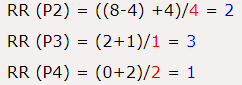 RR (P2) = ((8-4) +4)/4 = 2
RR (P3) = (2+1)/1 = 3
RR (P4) = (0+2)/2 = 1